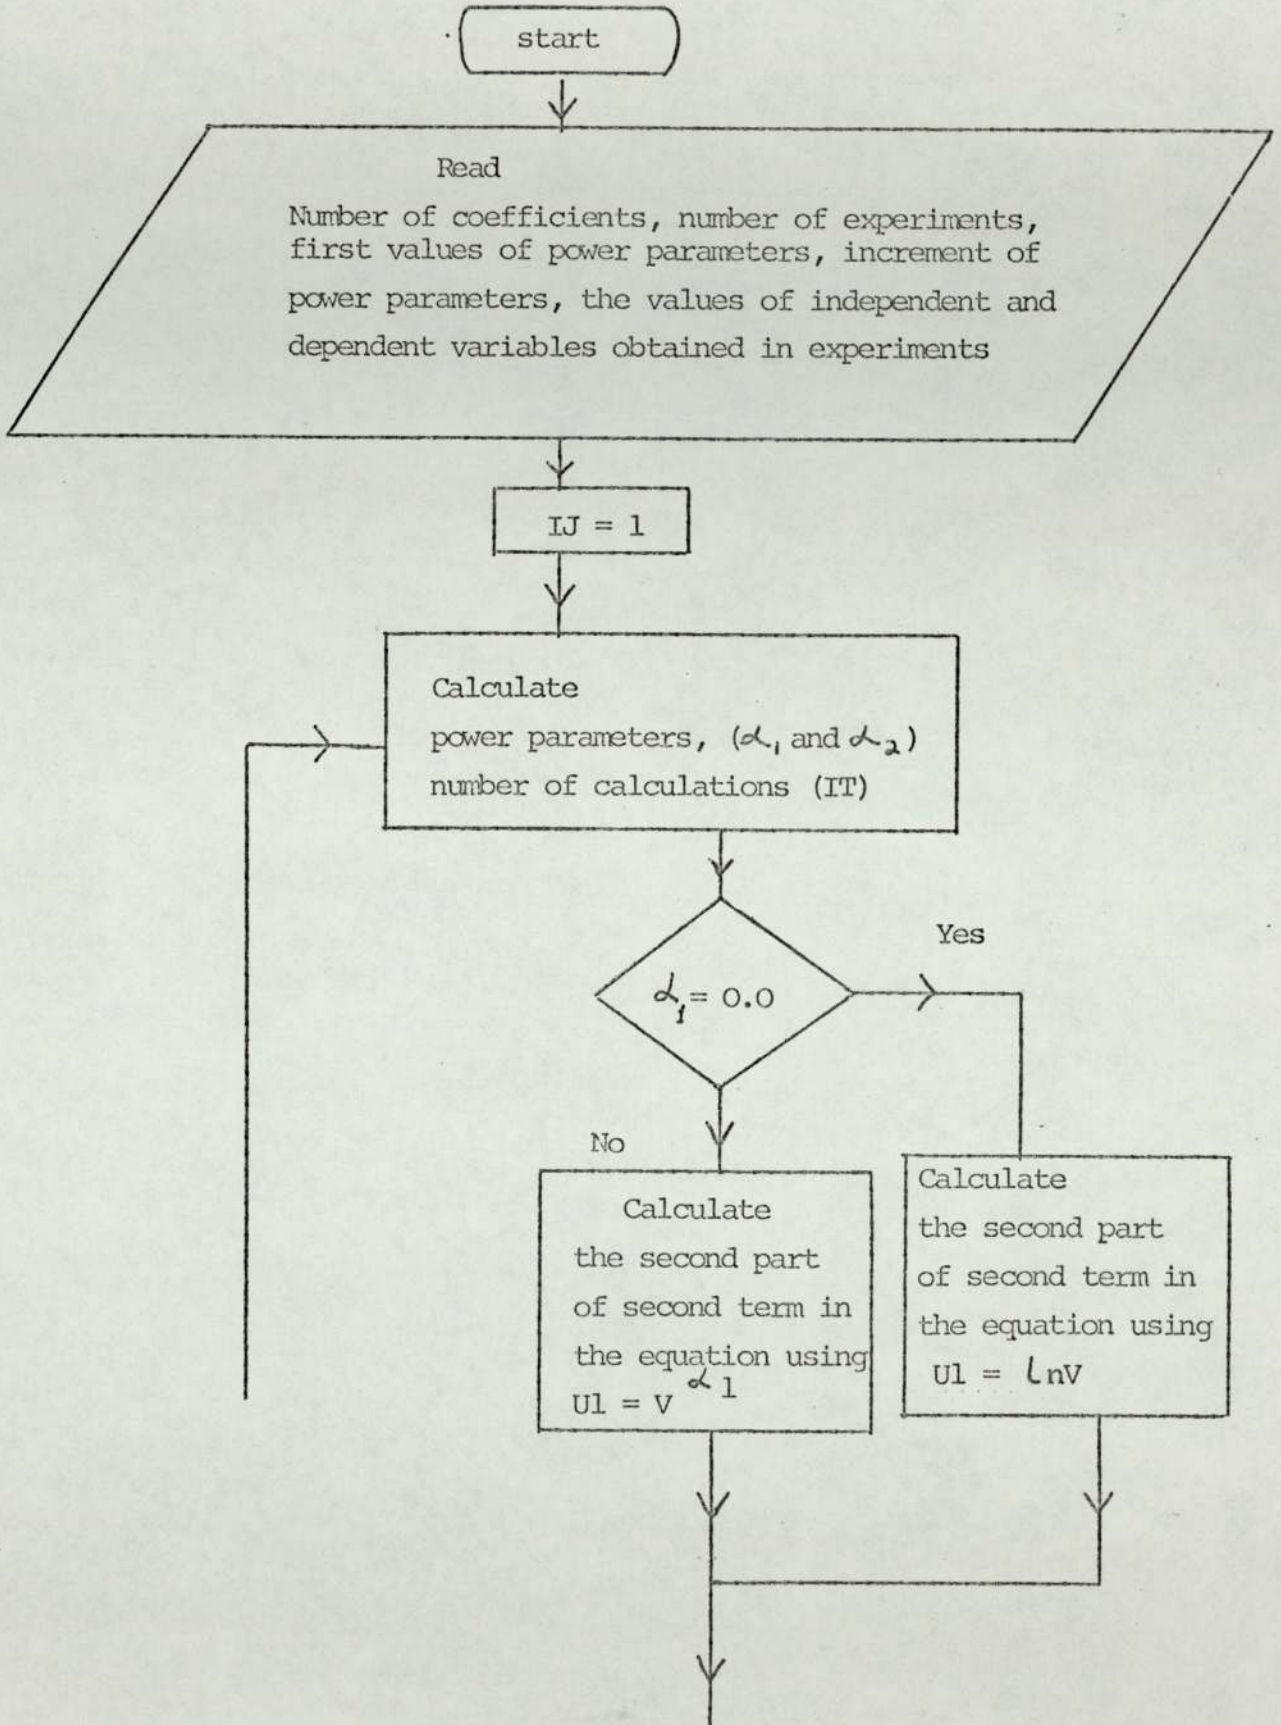 start
Read
Number of coefficients, number of experiments,
first values of power parameters, increment of
power parameters, the values of independent and
dependent variables obtained in experiments
IJ = 1
Calculate
power parameters, (α₁ and α₂)
number of calculations (IT)
α₁ = 0.0
Yes
No
Calculate
the second part
of second term in
the equation using
U1 = V^α1
Calculate
the second part
of second term in
the equation using
U1 = lnV